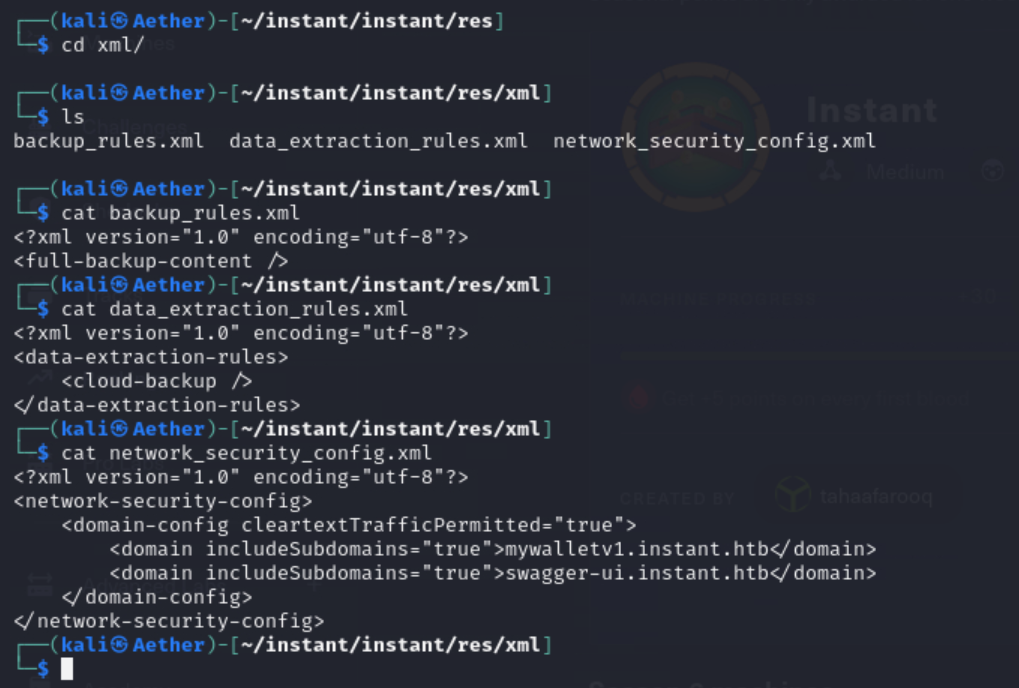 ┌──(kali㉿Aether)-[~/instant/instant/res]
└─$ cd xml/
┌──(kali㉿Aether)-[~/instant/instant/res/xml]
└─$ ls
backup_rules.xml  data_extraction_rules.xml  network_security_config.xml
┌──(kali㉿Aether)-[~/instant/instant/res/xml]
└─$ cat backup_rules.xml
<?xml version="1.0" encoding="utf-8"?>
<full-backup-content />
┌──(kali㉿Aether)-[~/instant/instant/res/xml]
└─$ cat data_extraction_rules.xml
<?xml version="1.0" encoding="utf-8"?>
<data-extraction-rules>
    <cloud-backup />
</data-extraction-rules>
┌──(kali㉿Aether)-[~/instant/instant/res/xml]
└─$ cat network_security_config.xml
<?xml version="1.0" encoding="utf-8"?>
<network-security-config>
    <domain-config cleartextTrafficPermitted="true">
        <domain includeSubdomains="true">mywalletv1.instant.htb</domain>
        <domain includeSubdomains="true">swagger-ui.instant.htb</domain>
    </domain-config>
</network-security-config>
┌──(kali㉿Aether)-[~/instant/instant/res/xml]
└─$
Instant
Medium
CREATED BY
tahaafarooq